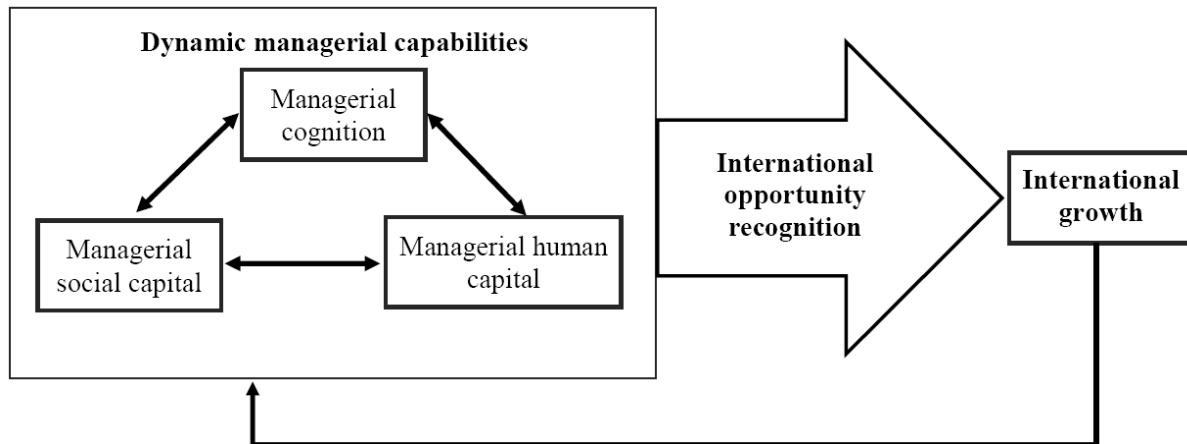 Dynamic managerial capabilities
Managerial
cognition
Managerial
social capital
Managerial human
capital
International
opportunity
recognition
International
growth